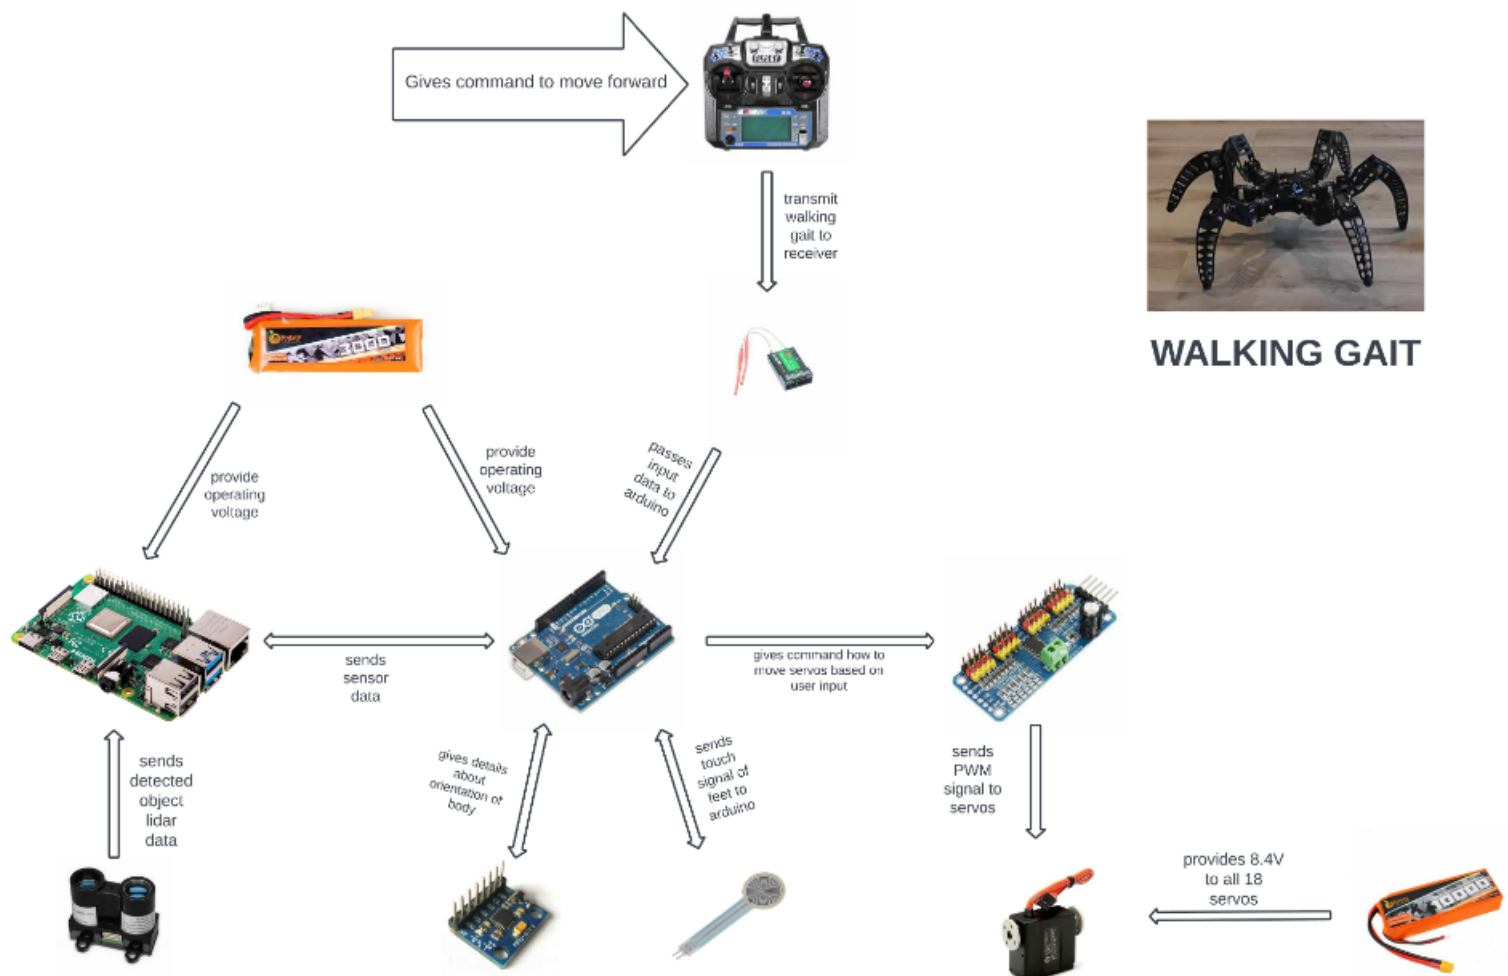 Gives command to move forward
transmit
walking
gait to
receiver
WALKING GAIT
3000
provide
operating
voltage
provide
operating
voltage
passes
input
data to
arduino
sends
sensor
data
gives command how to
move servos based on
user input
sends
detected
object
lidar
data
gives details
about
orientation of
body
sends
touch
signal of
feet to
arduino
sends
PWM
signal to
servos
provides 8.4V
to all 18
servos
10000